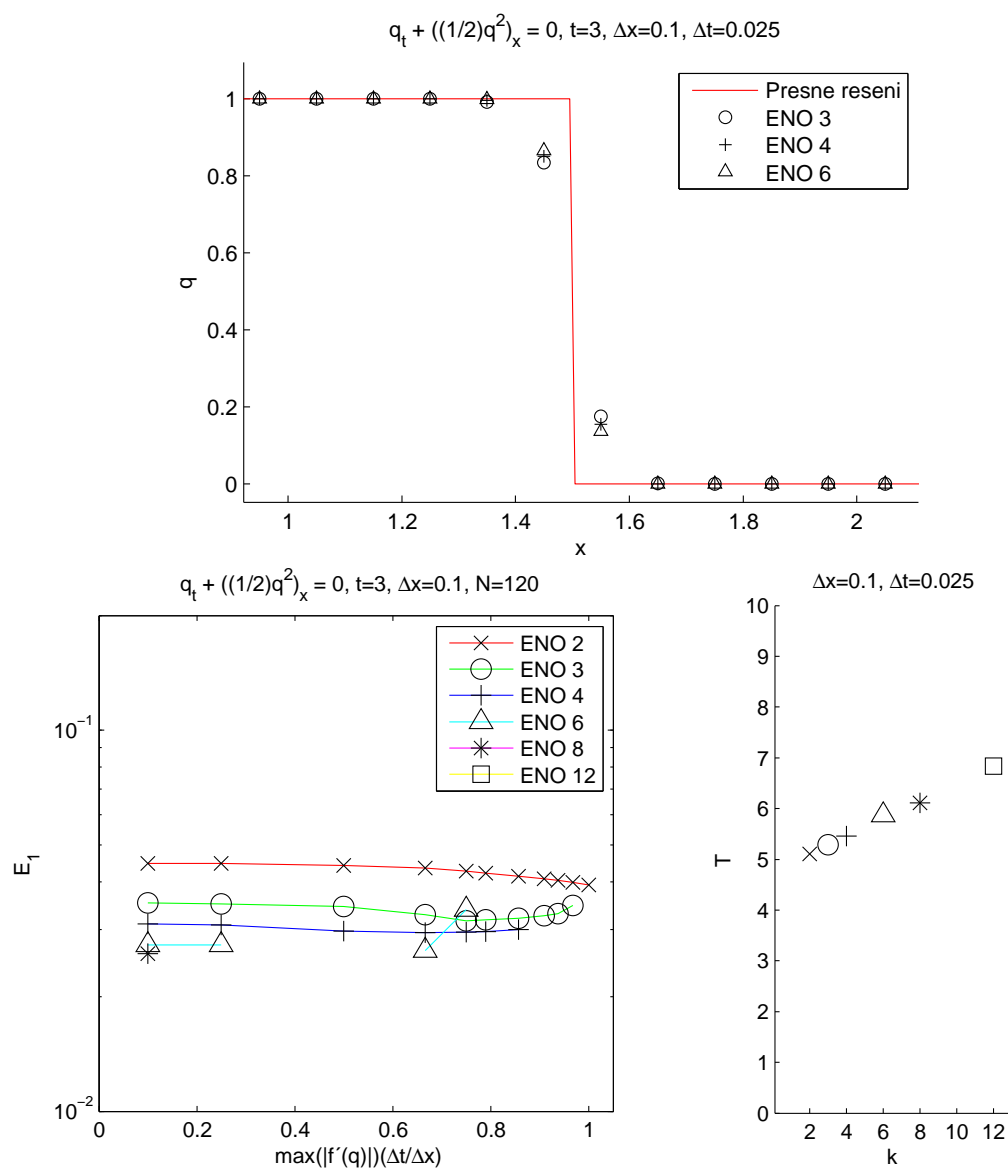 q_t + ((1/2)q^2)_x = 0, t=3, Δx=0.1, Δt=0.025
1
0.8
0.6
0.4
0.2
0
q
1 1.2 1.4 1.6 1.8 2
x
Presne reseni
ENO 3
ENO 4
ENO 6
q_t + ((1/2)q^2)_x = 0, t=3, Δx=0.1, N=120
10^−1
10^−2
E_1
0 0.2 0.4 0.6 0.8 1
max(|f´(q)|)(Δt/Δx)
ENO 2
ENO 3
ENO 4
ENO 6
ENO 8
ENO 12
Δx=0.1, Δt=0.025
10
9
8
7
6
5
4
3
2
1
0
T
2 4 6 8 10 12
k